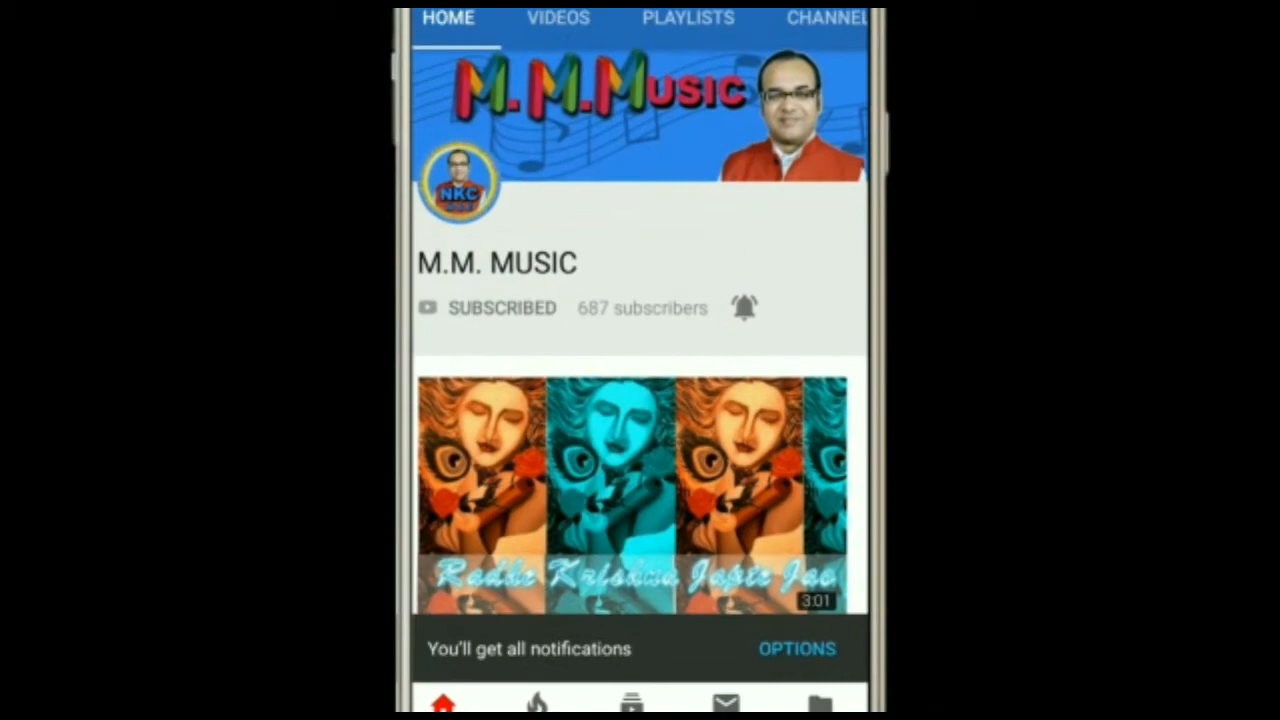 HOME VIDEOS PLAYLISTS CHANNEL
M.M.MUSIC
NKC
M.M. MUSIC
SUBSCRIBED 687 subscribers
Radhe Krishna Japte Jao
3:01
You'll get all notifications OPTIONS